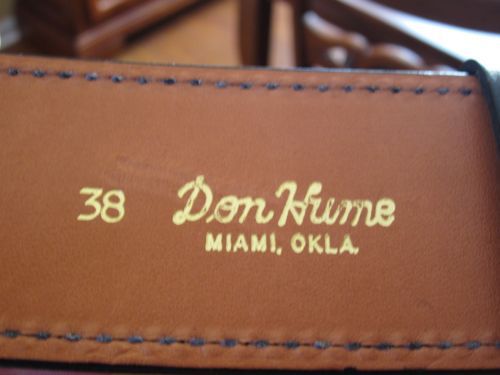 38 Don Hume
MIAMI, OKLA.